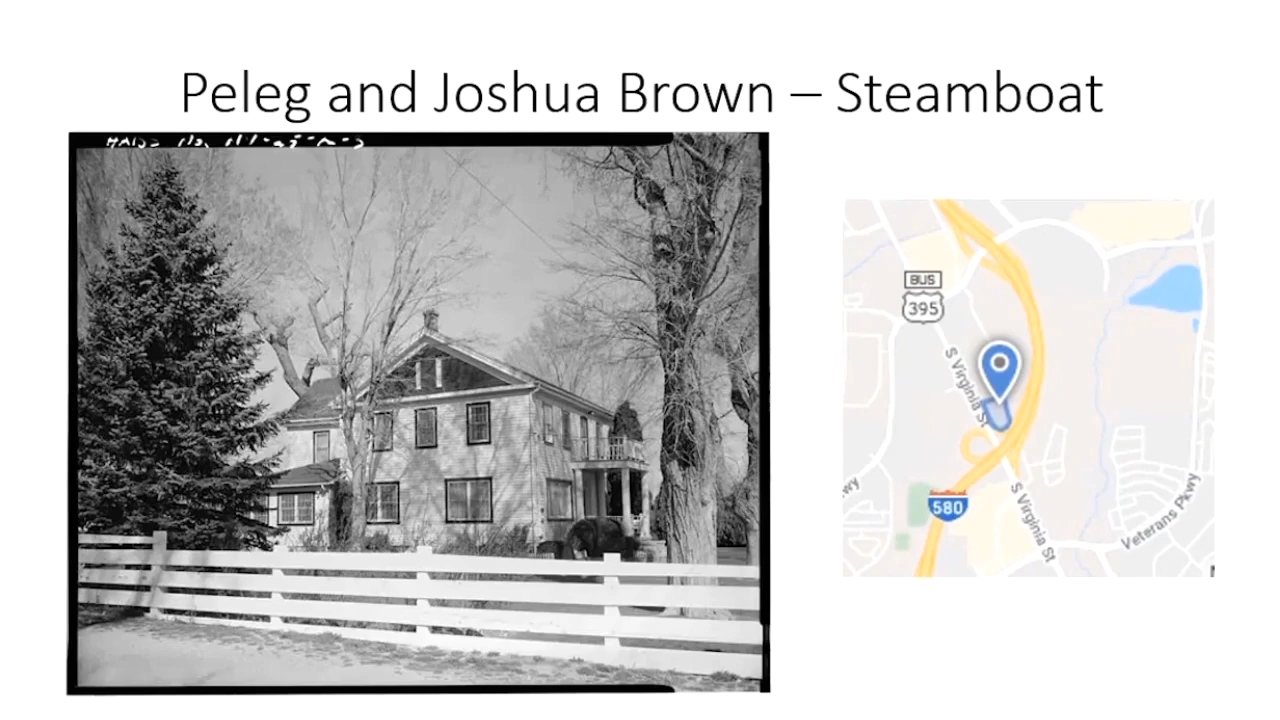 Peleg and Joshua Brown – Steamboat
BUS
395
S Virginia St
580
S Virginia St
Veterans Pkwy